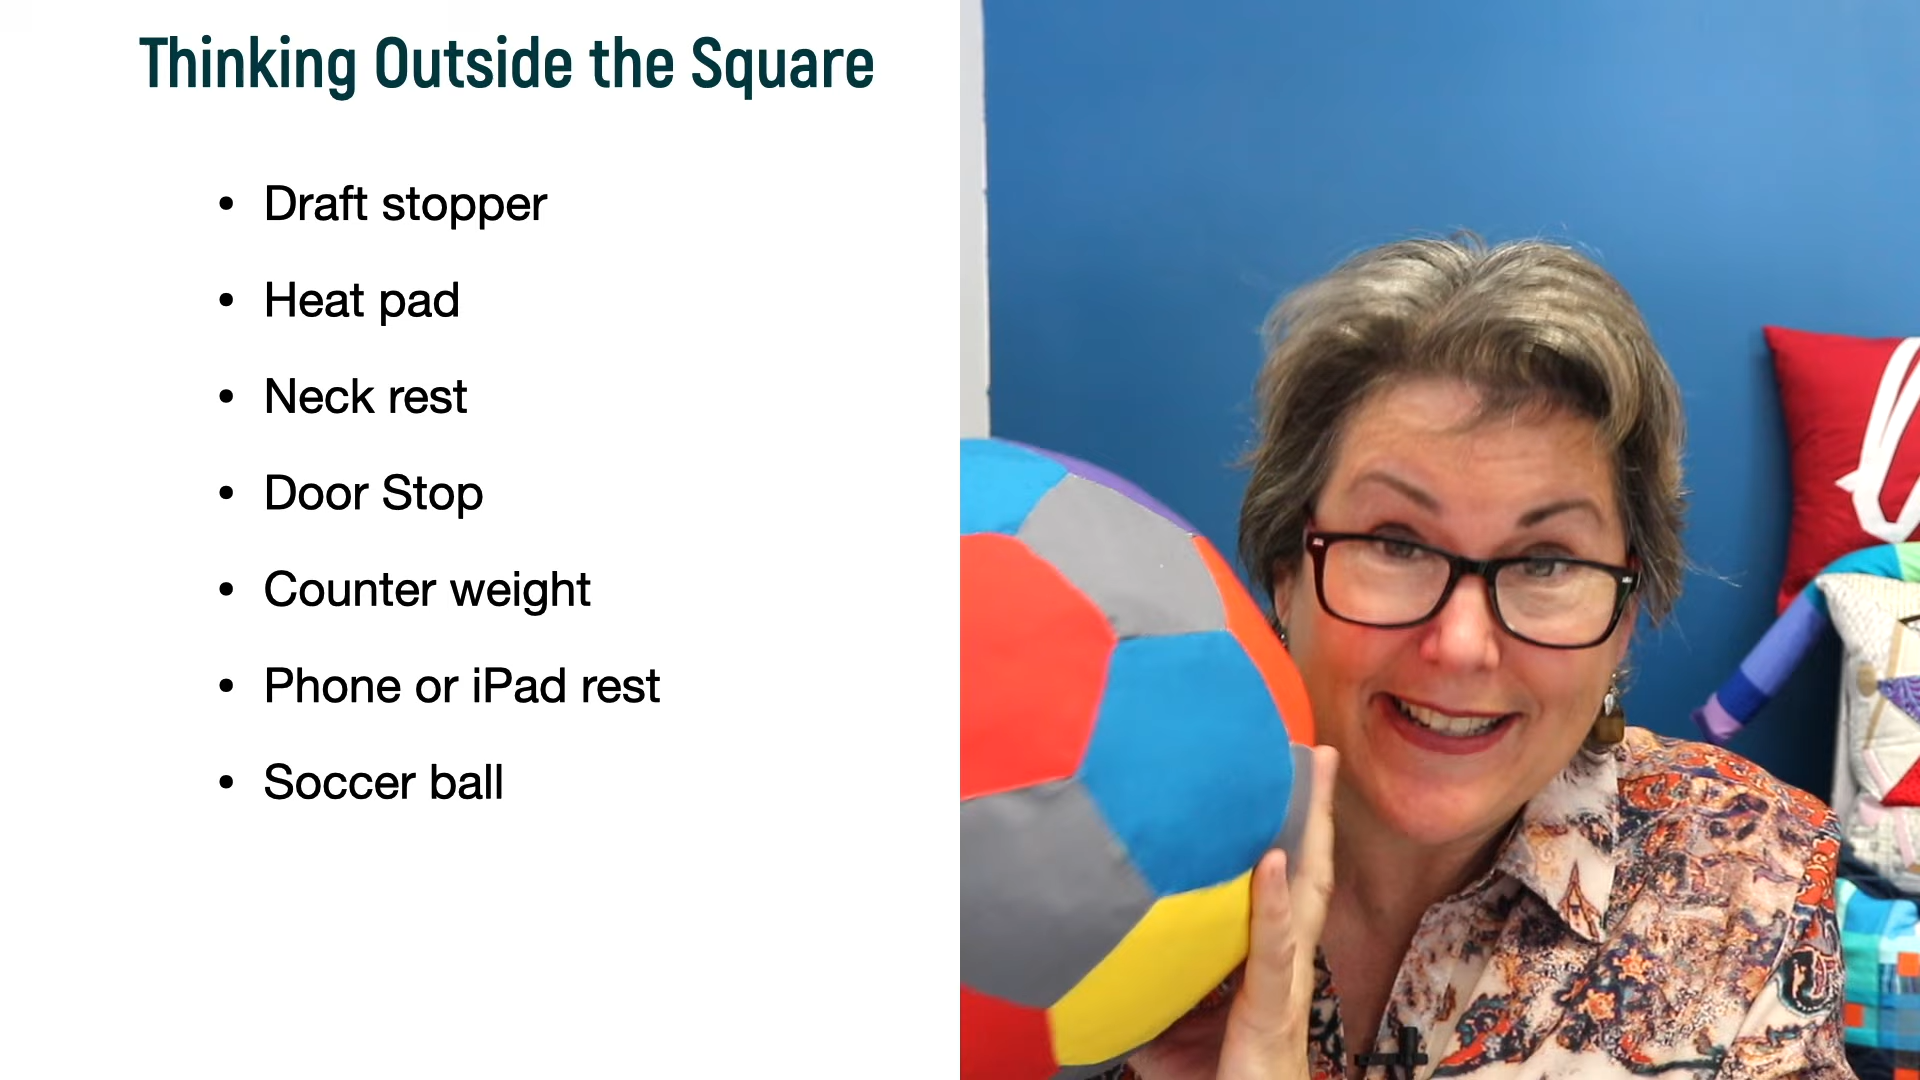 Thinking Outside the Square
• Draft stopper
• Heat pad
• Neck rest
• Door Stop
• Counter weight
• Phone or iPad rest
• Soccer ball